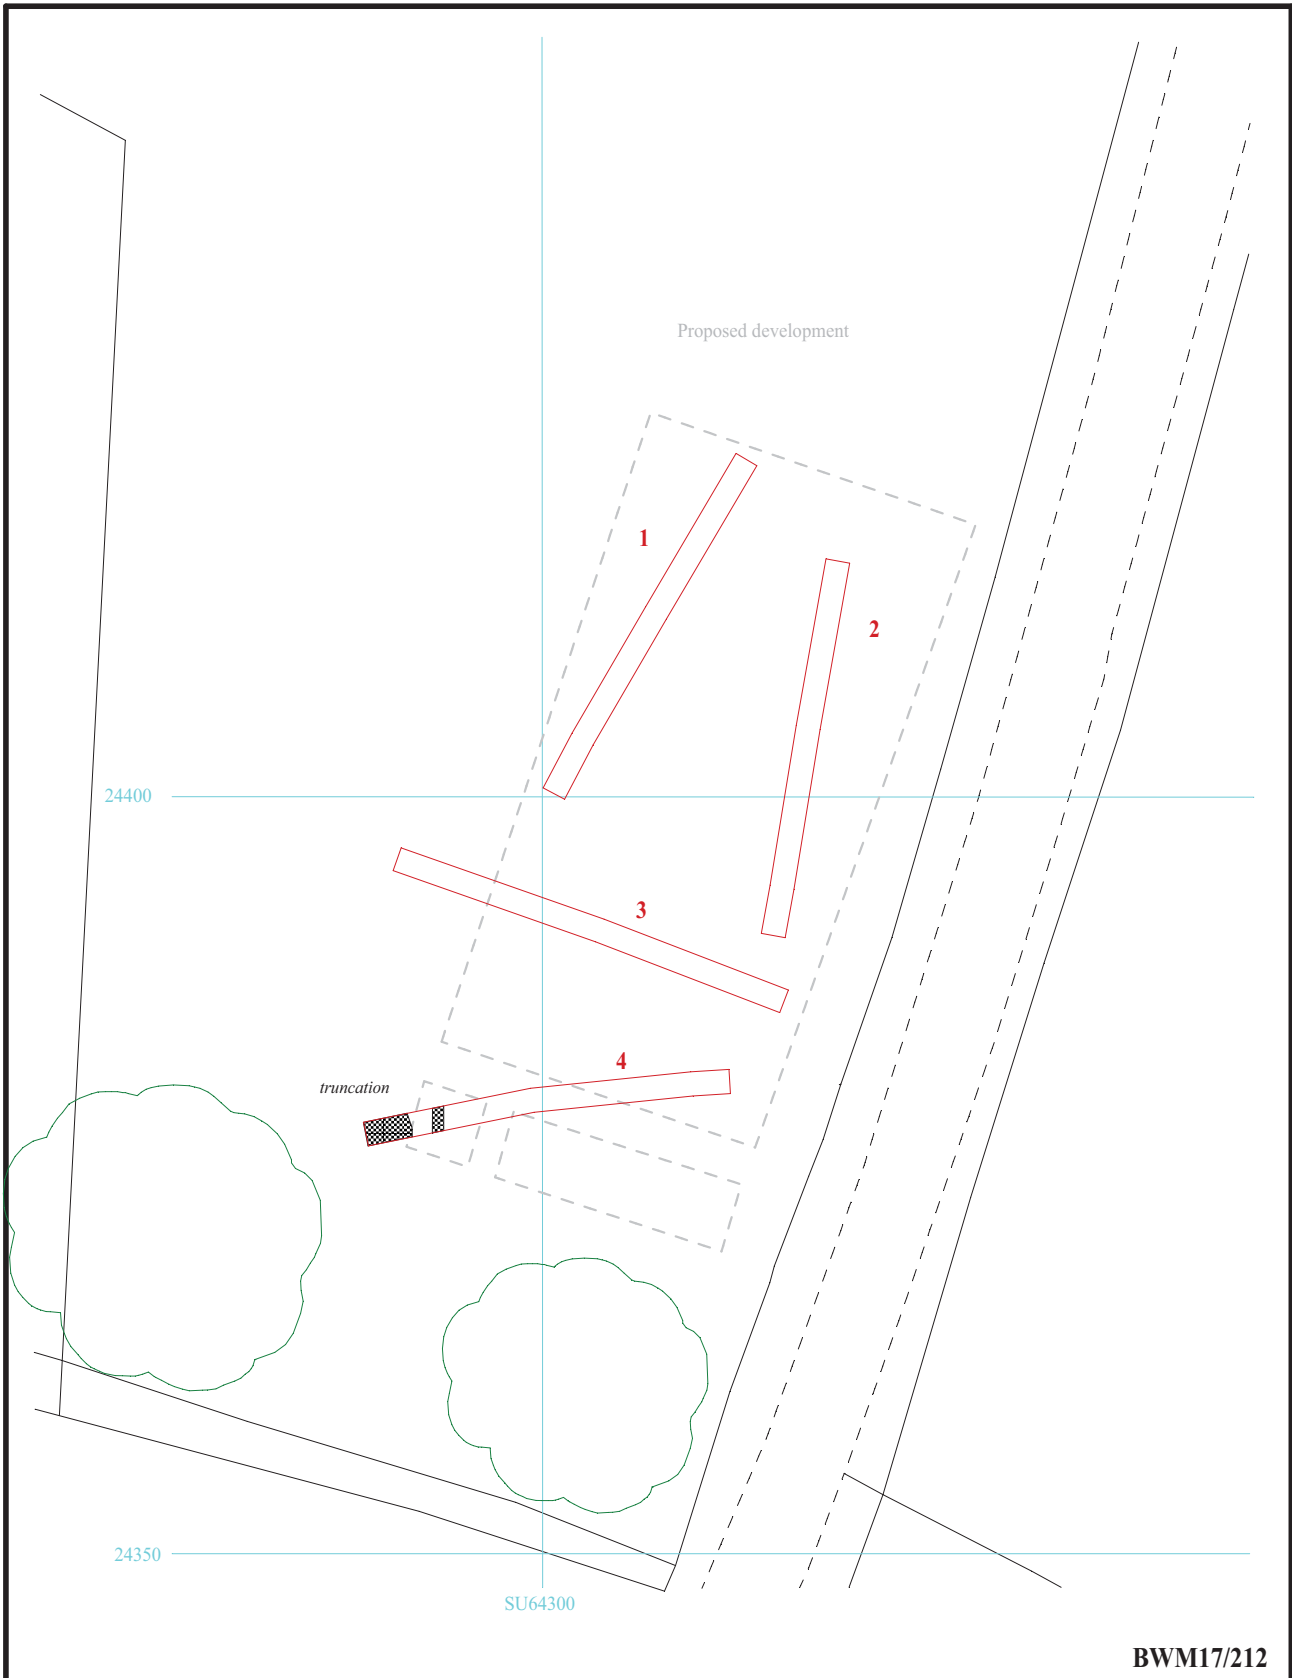 Proposed development
1
2
24400
3
4
truncation
24350
SU64300
BWM17/212